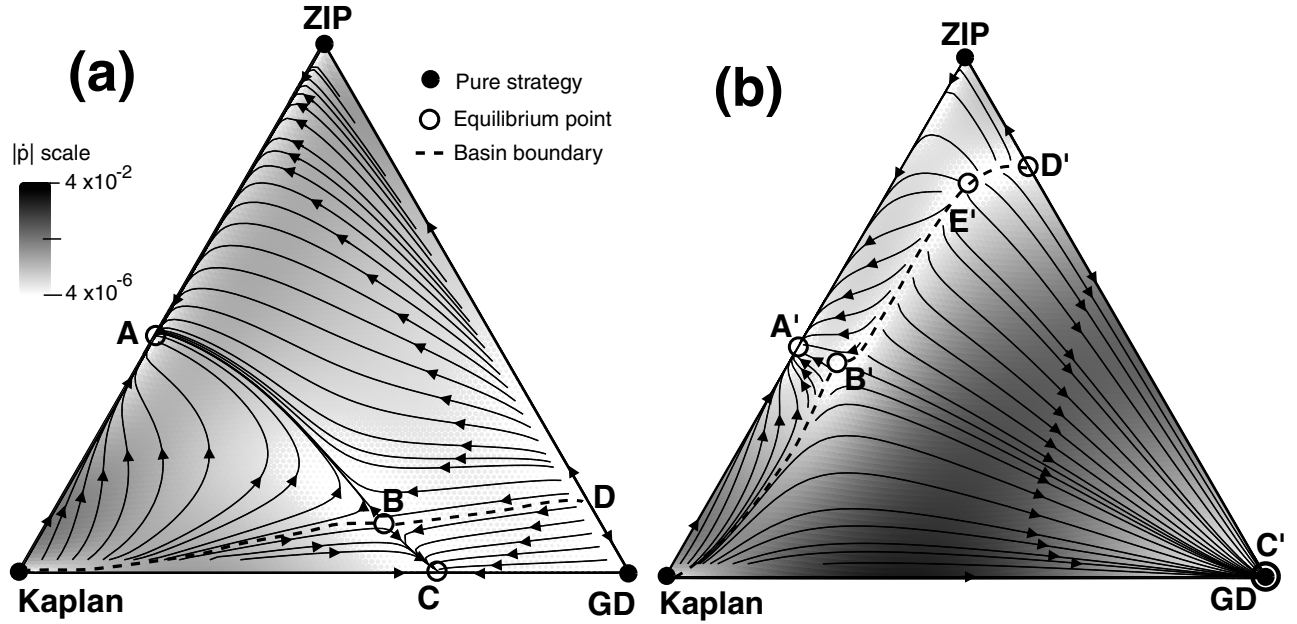 ZIP
(a)
Pure strategy
Equilibrium point
Basin boundary
|ṗ| scale
4 x10⁻²
4 x10⁻⁶
A
B
D
C
Kaplan
GD
ZIP
(b)
D'
E'
A'
B'
C'
Kaplan
GD